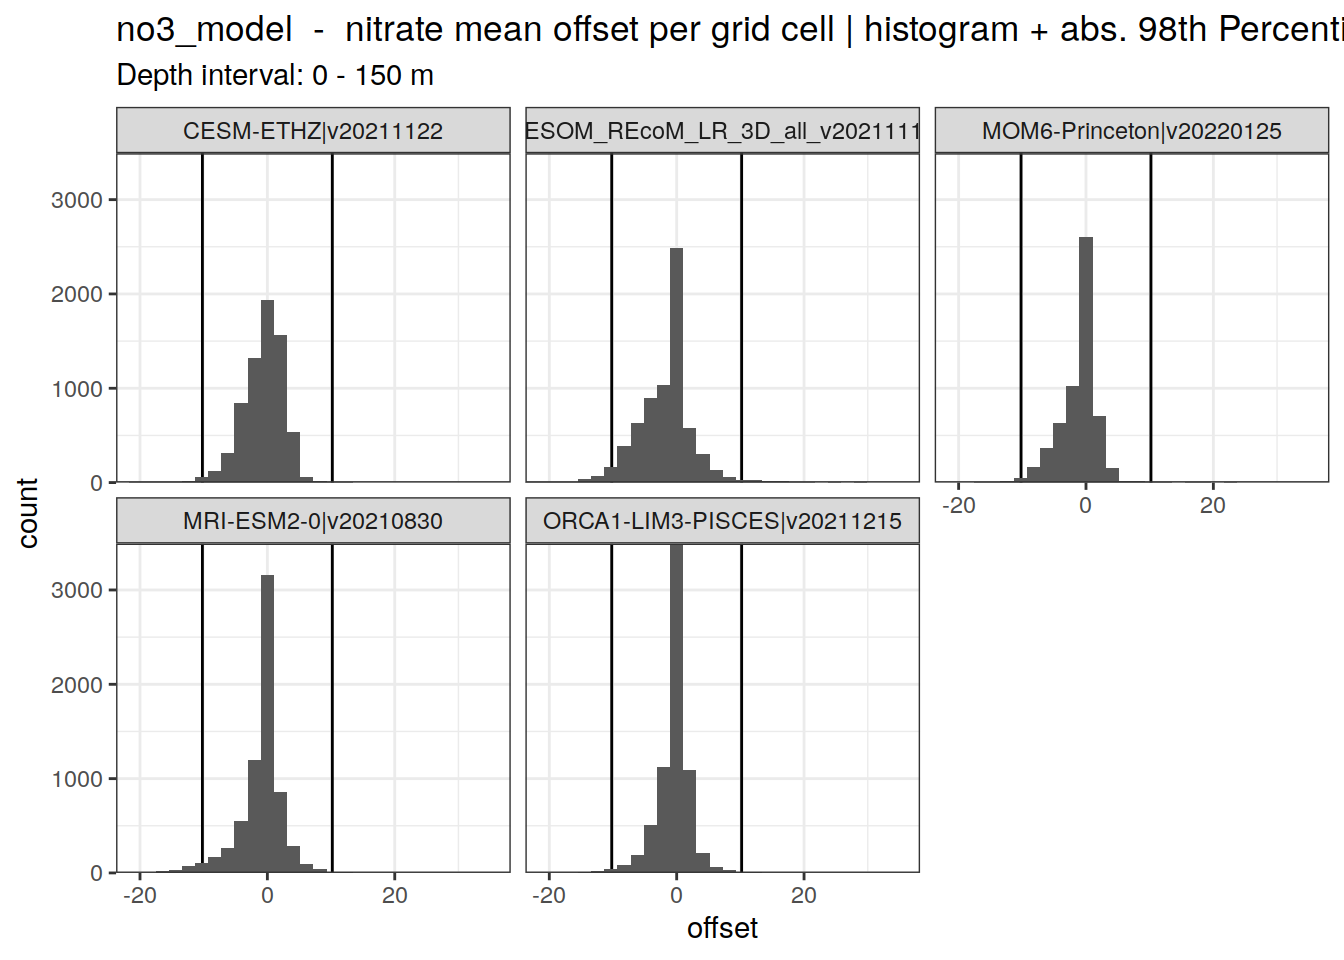 no3_model - nitrate mean offset per grid cell | histogram + abs. 98th Percenti
Depth interval: 0 - 150 m
CESM-ETHZ|v20211122
ESOM_REcoM_LR_3D_all_v2021111
MOM6-Princeton|v20220125
3000
2000
1000
0
-20
0
20
MRI-ESM2-0|v20210830
ORCA1-LIM3-PISCES|v20211215
3000
2000
1000
0
-20
0
20
-20
0
20
count
offset